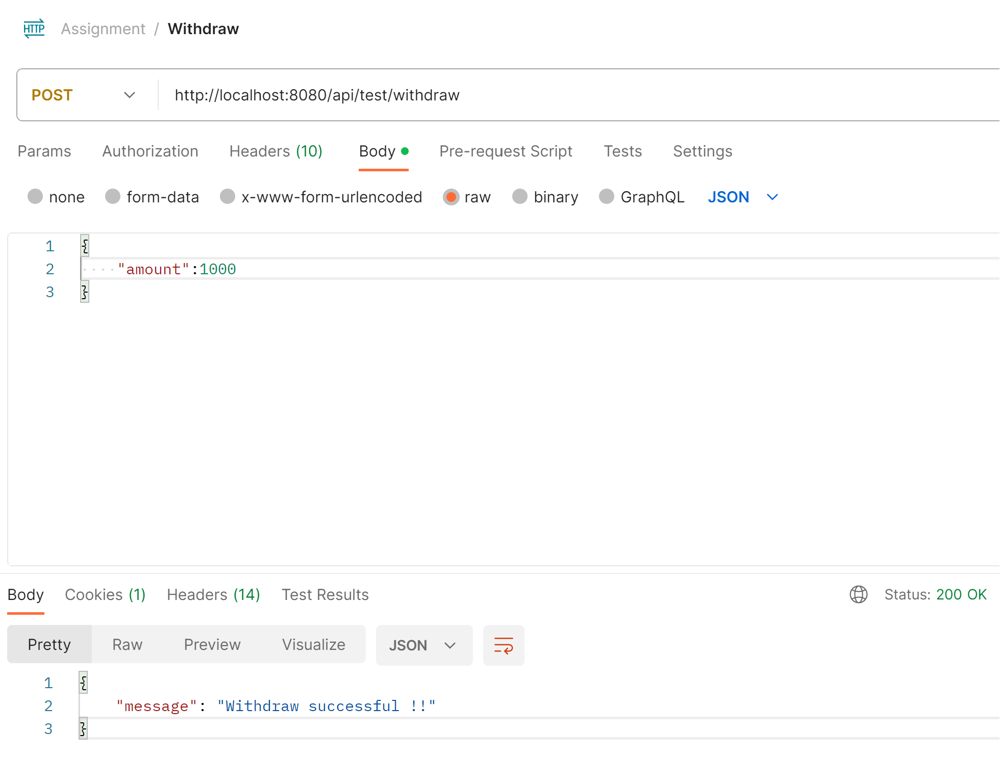 HTTP Assignment / Withdraw
POST http://localhost:8080/api/test/withdraw
Params Authorization Headers (10) Body Pre-request Script Tests Settings
none form-data x-www-form-urlencoded raw binary GraphQL JSON
1 {
2 "amount":1000
3 }
Body Cookies (1) Headers (14) Test Results Status: 200 OK
Pretty Raw Preview Visualize JSON
1 {
2 "message": "Withdraw successful !!"
3 }